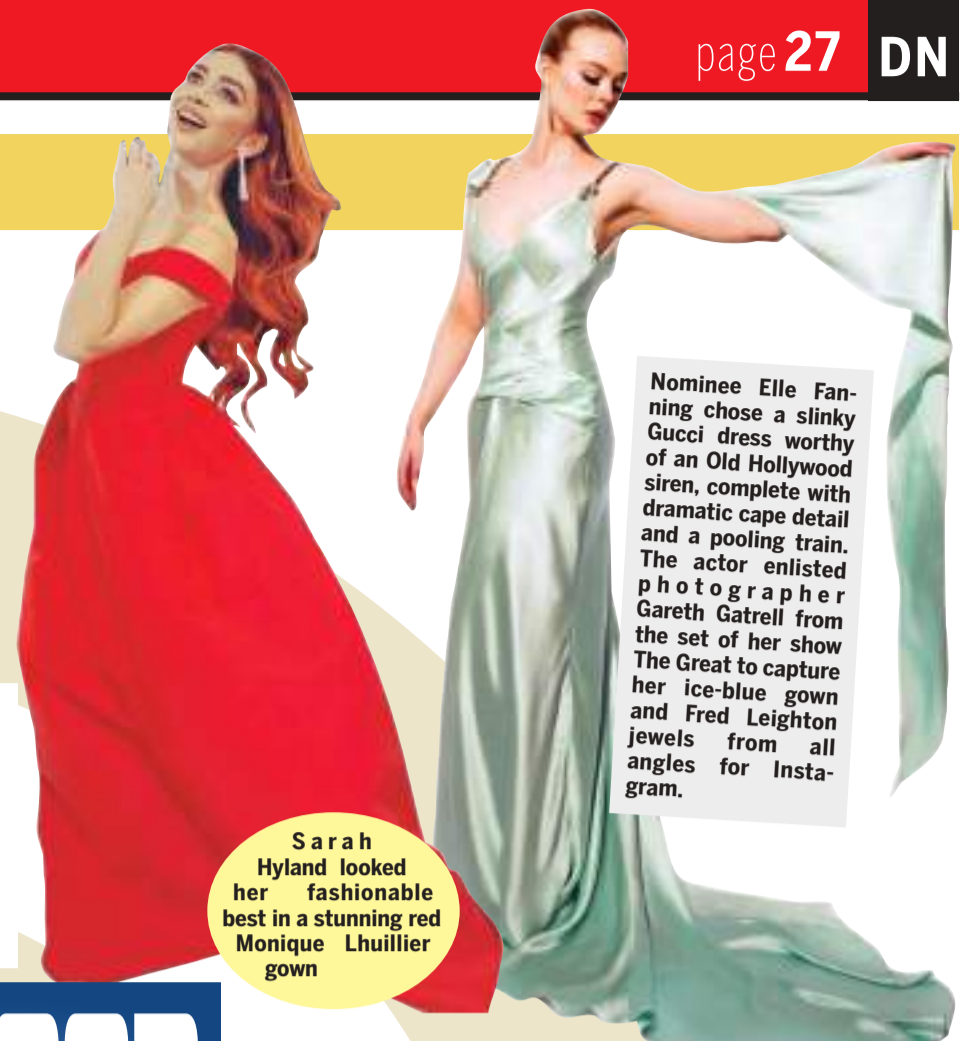 page 27
DN
Nominee Elle Fan-
ning chose a slinky
Gucci dress worthy
of an Old Hollywood
siren, complete with
dramatic cape detail
and a pooling train.
The actor enlisted
photographer
Gareth Gatrell from
the set of her show
The Great to capture
her ice-blue gown
and Fred Leighton
jewels from all
angles for Insta-
gram.
Sarah
Hyland looked
her fashionable
best in a stunning red
Monique Lhuillier
gown